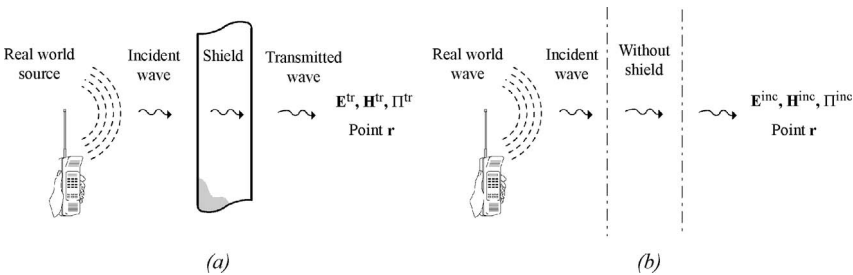 Real world
source
Incident
wave
Shield
Transmitted
wave
E^tr, H^tr, Π^tr
Point r
(a)
Real world
wave
Incident
wave
Without
shield
E^inc, H^inc, Π^inc
Point r
(b)